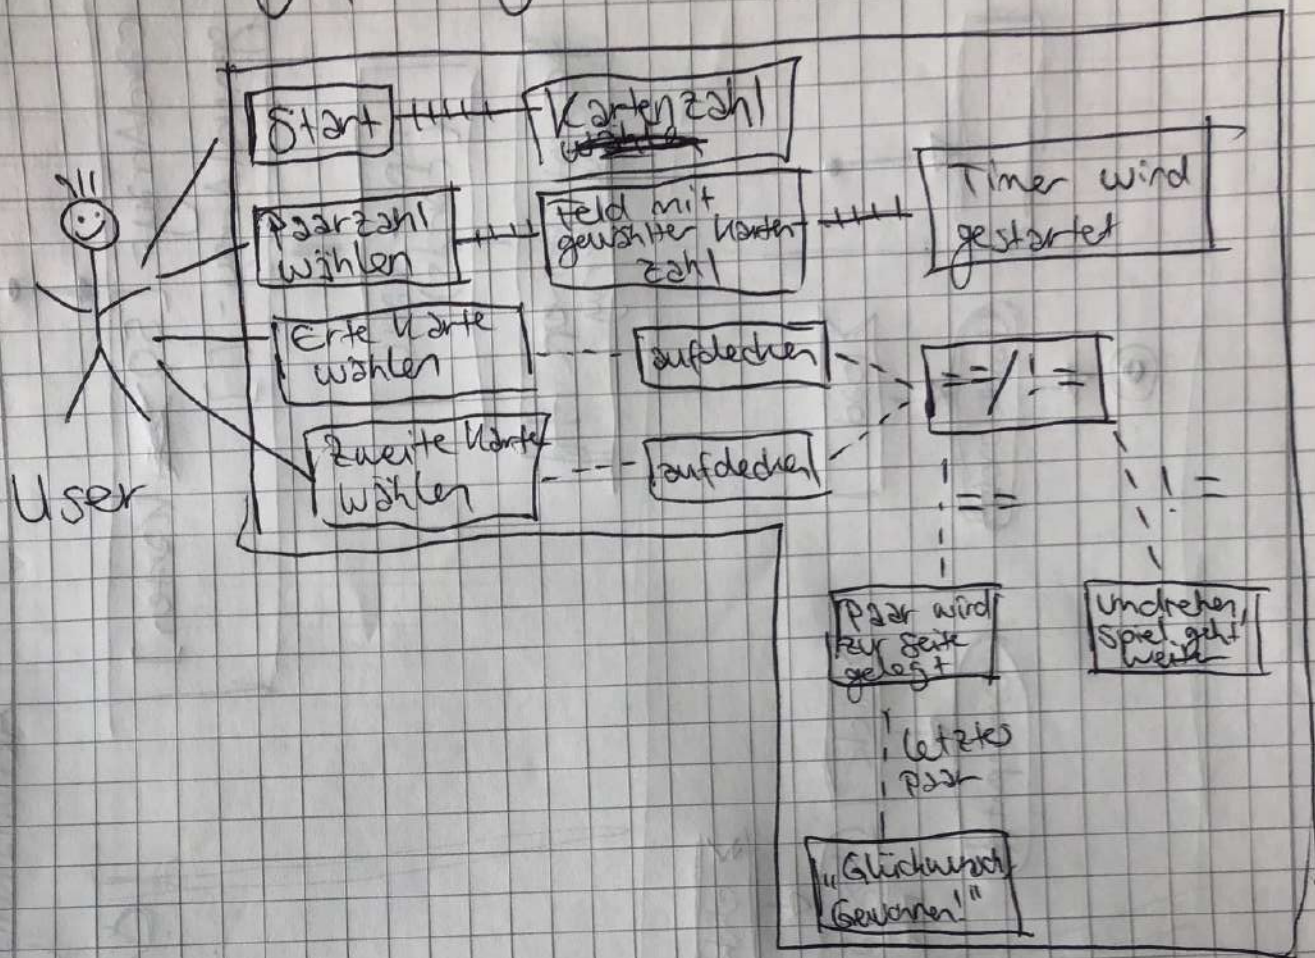 Start
Kartenzahl
Paarzahl
wählen
Feld mit
gewählter Karten-
zahl
Timer wird
gestartet
Erte Karte
wählen
aufdecken
== / !=
Zweite Karte
wählen
aufdecken
User
==
!=
Paar wird
zur Seite
gelegt
umdrehen,
Spiel geht
weiter
letztes
Paar
„Glückwunsch
Gewonnen!"